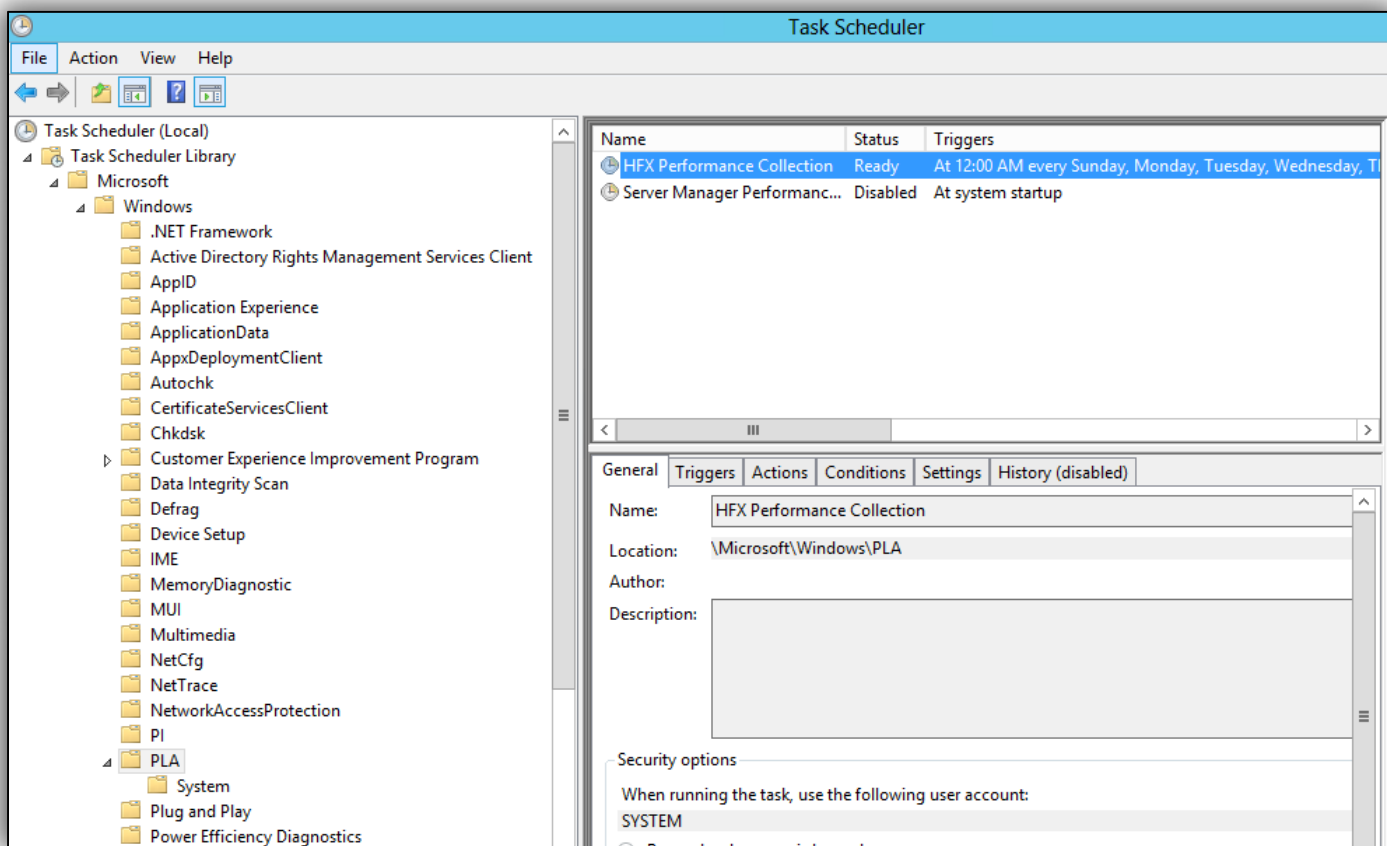 Task Scheduler
File Action View Help
Task Scheduler (Local)
Task Scheduler Library
Microsoft
Windows
.NET Framework
Active Directory Rights Management Services Client
AppID
Application Experience
ApplicationData
AppxDeploymentClient
Autochk
CertificateServicesClient
Chkdsk
Customer Experience Improvement Program
Data Integrity Scan
Defrag
Device Setup
IME
MemoryDiagnostic
MUI
Multimedia
NetCfg
NetTrace
NetworkAccessProtection
PI
PLA
System
Plug and Play
Power Efficiency Diagnostics
Name Status Triggers
HFX Performance Collection Ready At 12:00 AM every Sunday, Monday, Tuesday, Wednesday,
Server Manager Performanc... Disabled At system startup
General Triggers Actions Conditions Settings History (disabled)
Name: HFX Performance Collection
Location: \Microsoft\Windows\PLA
Author:
Description:
Security options
When running the task, use the following user account:
SYSTEM